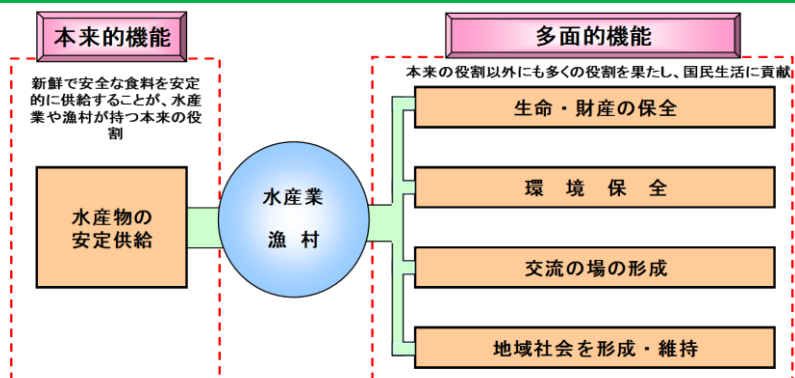 本来的機能
新鮮で安全な食料を安定
的に供給することが、水産
業や漁村が持つ本来の役
割
水産物の
安定供給
水産業
漁 村
多面的機能
本来の役割以外にも多くの役割を果たし、国民生活に貢献
生命・財産の保全
環 境 保 全
交流の場の形成
地域社会を形成・維持